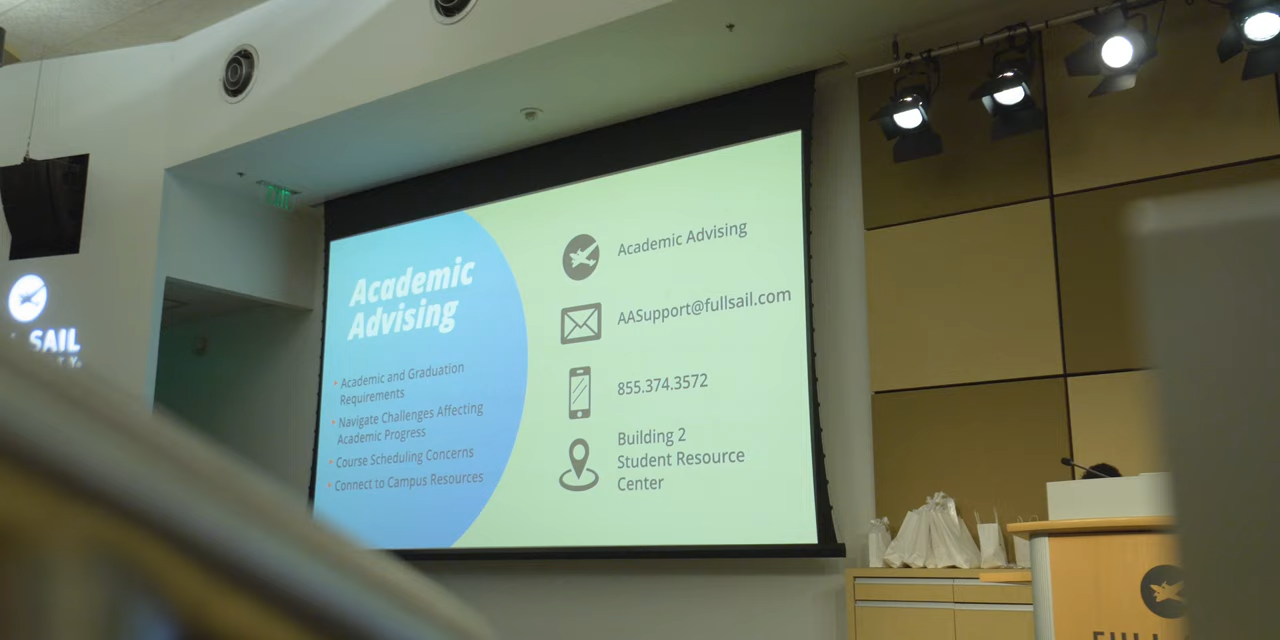 EXIT
SAIL
Academic
Advising
Academic and Graduation
Requirements
Navigate Challenges Affecting
Academic Progress
Course Scheduling Concerns
Connect to Campus Resources
Academic Advising
AASupport@fullsail.com
855.374.3572
Building 2
Student Resource
Center